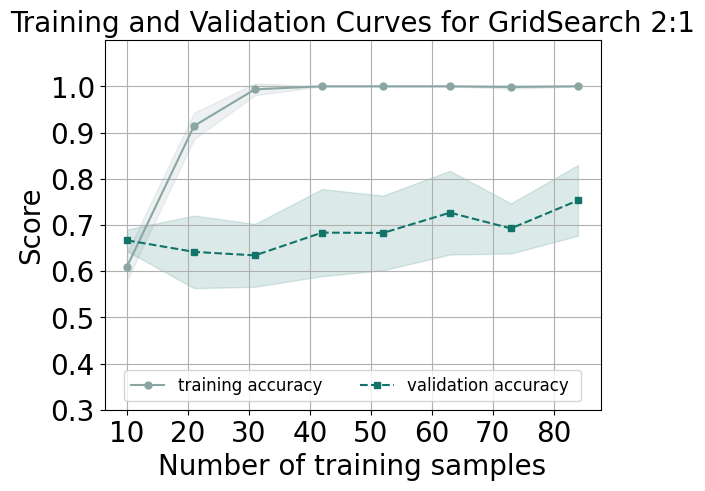 Training and Validation Curves for GridSearch 2:1
1.0
0.9
0.8
0.7
0.6
0.5
0.4
0.3
Score
training accuracy validation accuracy
10 20 30 40 50 60 70 80
Number of training samples